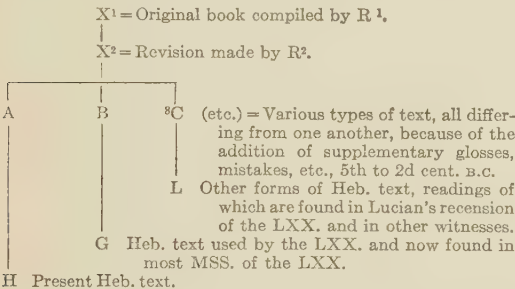 X¹ = Original book compiled by R ¹.
X² = Revision made by R².
A B ⁸C (etc.) = Various types of text, all differ-
ing from one another, because of the
addition of supplementary glosses,
mistakes, etc., 5th to 2d cent. B.C.
L Other forms of Heb. text, readings of
which are found in Lucian's recension
of the LXX. and in other witnesses.
G Heb. text used by the LXX. and now found in
most MSS. of the LXX.
H Present Heb. text.